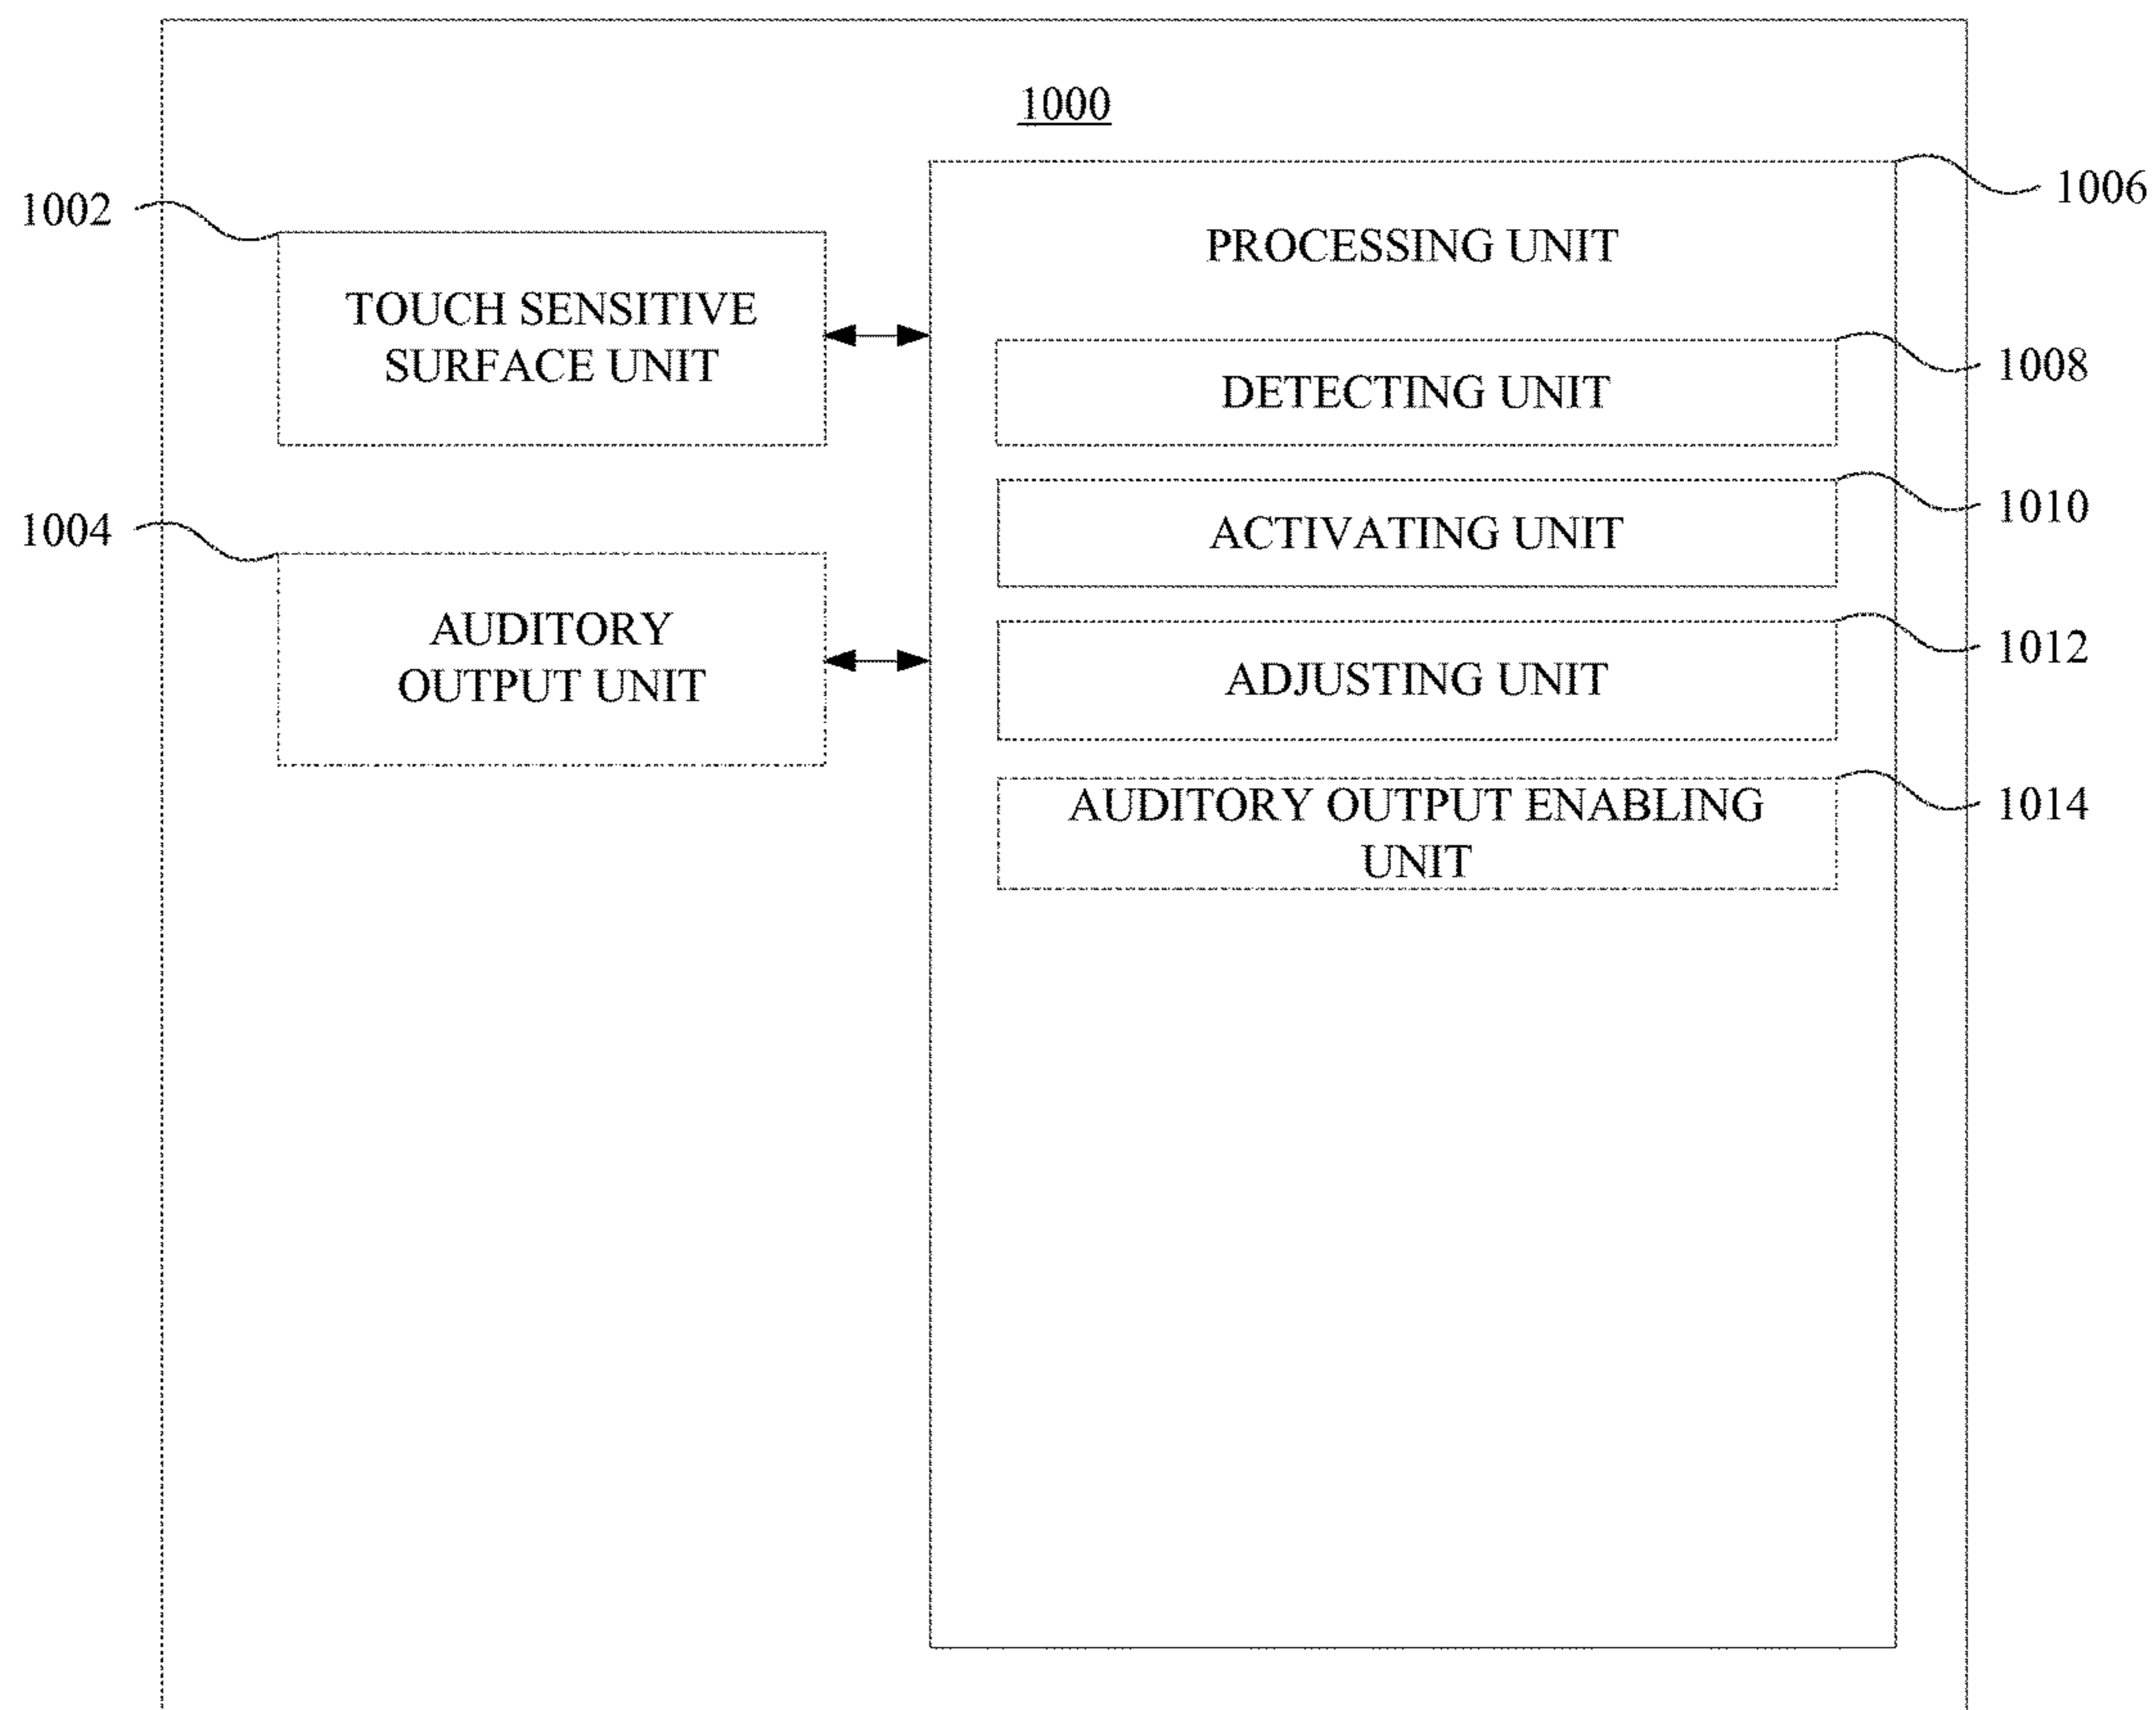 1000
1006
1002
PROCESSING UNIT
TOUCH SENSITIVE
SURFACE UNIT
1008
DETECTING UNIT
1010
1004
ACTIVATING UNIT
AUDITORY
OUTPUT UNIT
1012
ADJUSTING UNIT
1014
AUDITORY OUTPUT ENABLING
UNIT